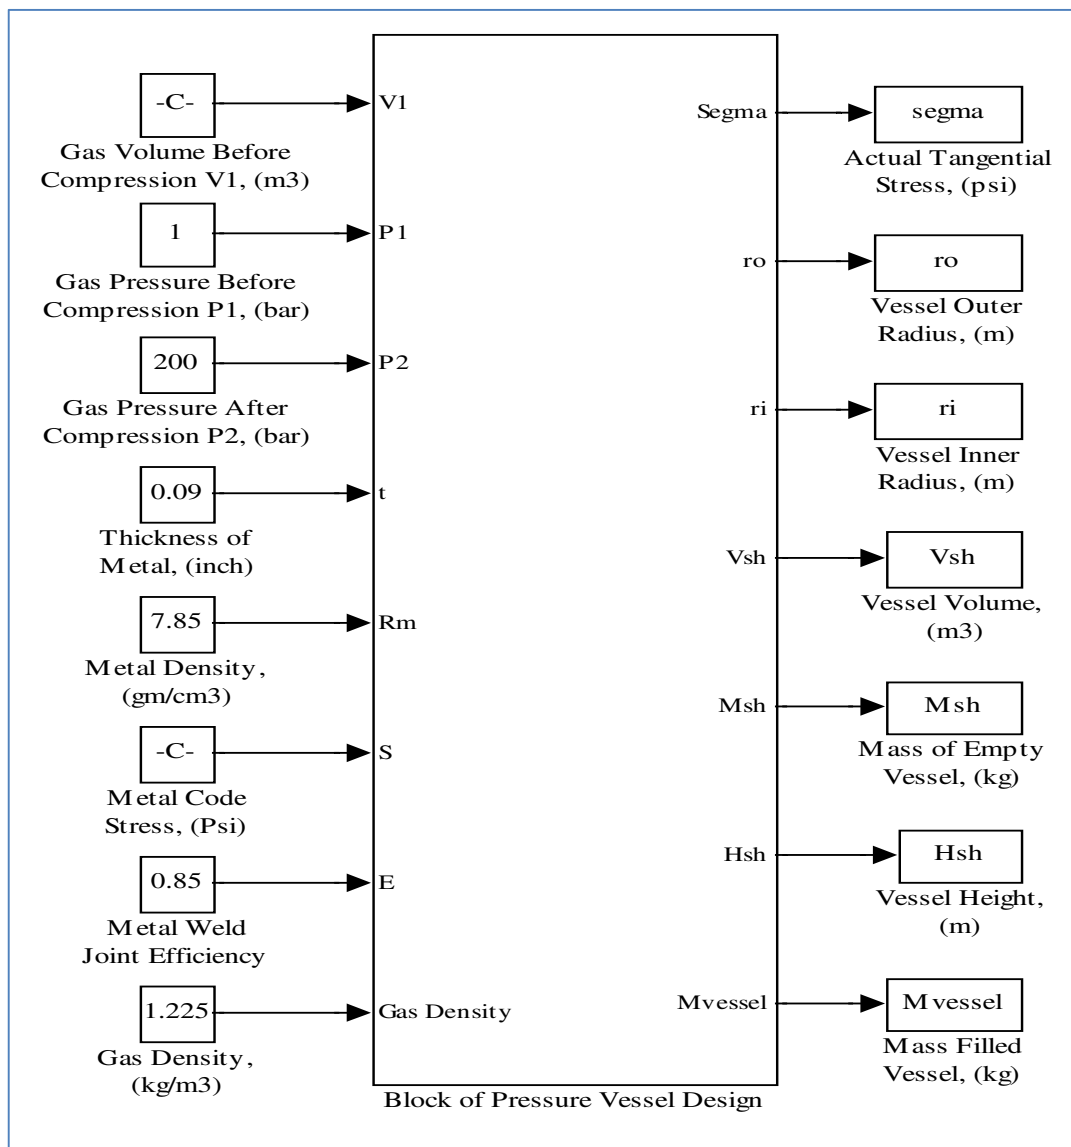 -C-
V1
Gas Volume Before
Compression V1, (m3)
1
P1
Gas Pressure Before
Compression P1, (bar)
200
P2
Gas Pressure After
Compression P2, (bar)
0.09
t
Thickness of
Metal, (inch)
7.85
Rm
Metal Density,
(gm/cm3)
-C-
S
Metal Code
Stress, (Psi)
0.85
E
Metal Weld
Joint Efficiency
1.225
Gas Density
Gas Density,
(kg/m3)
Segma
segma
Actual Tangential
Stress, (psi)
ro
ro
Vessel Outer
Radius, (m)
ri
ri
Vessel Inner
Radius, (m)
Vsh
Vsh
Vessel Volume,
(m3)
Msh
Msh
Mass of Empty
Vessel, (kg)
Hsh
Hsh
Vessel Height,
(m)
Mvessel
Mvessel
Mass Filled
Vessel, (kg)
Block of Pressure Vessel Design